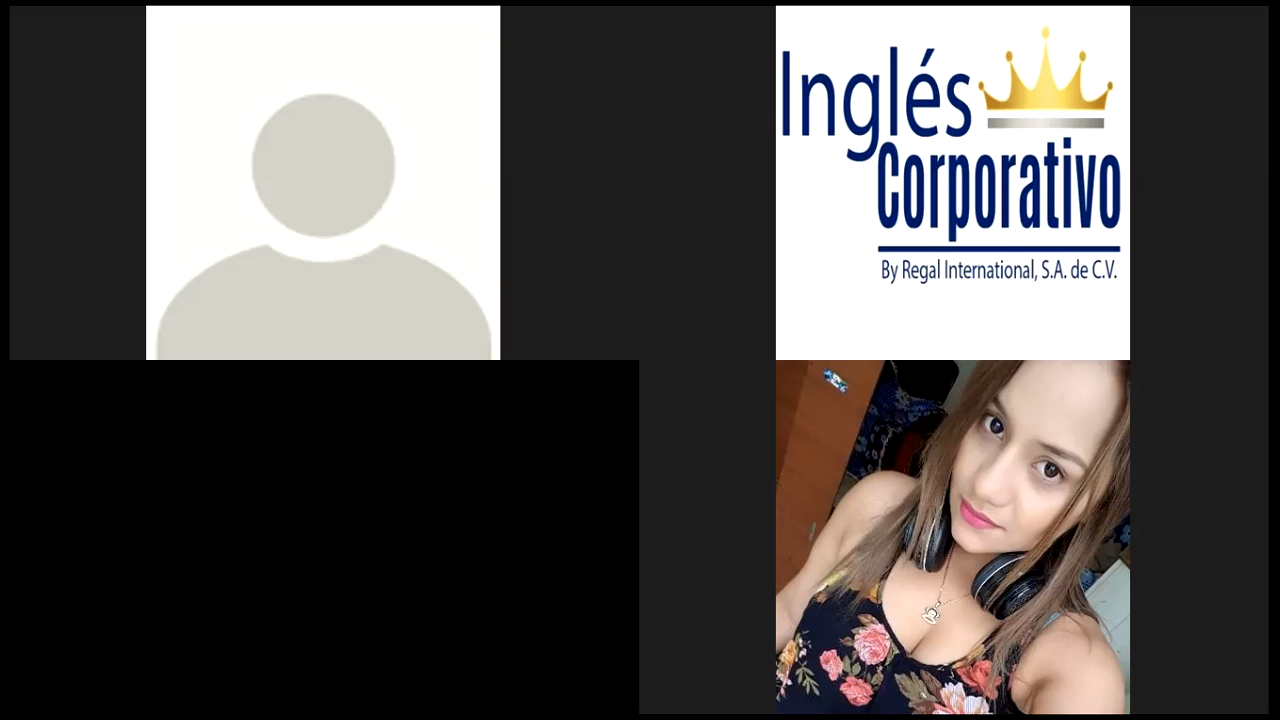 Inglés
Corporativo
By Regal International, S.A. de C.V.